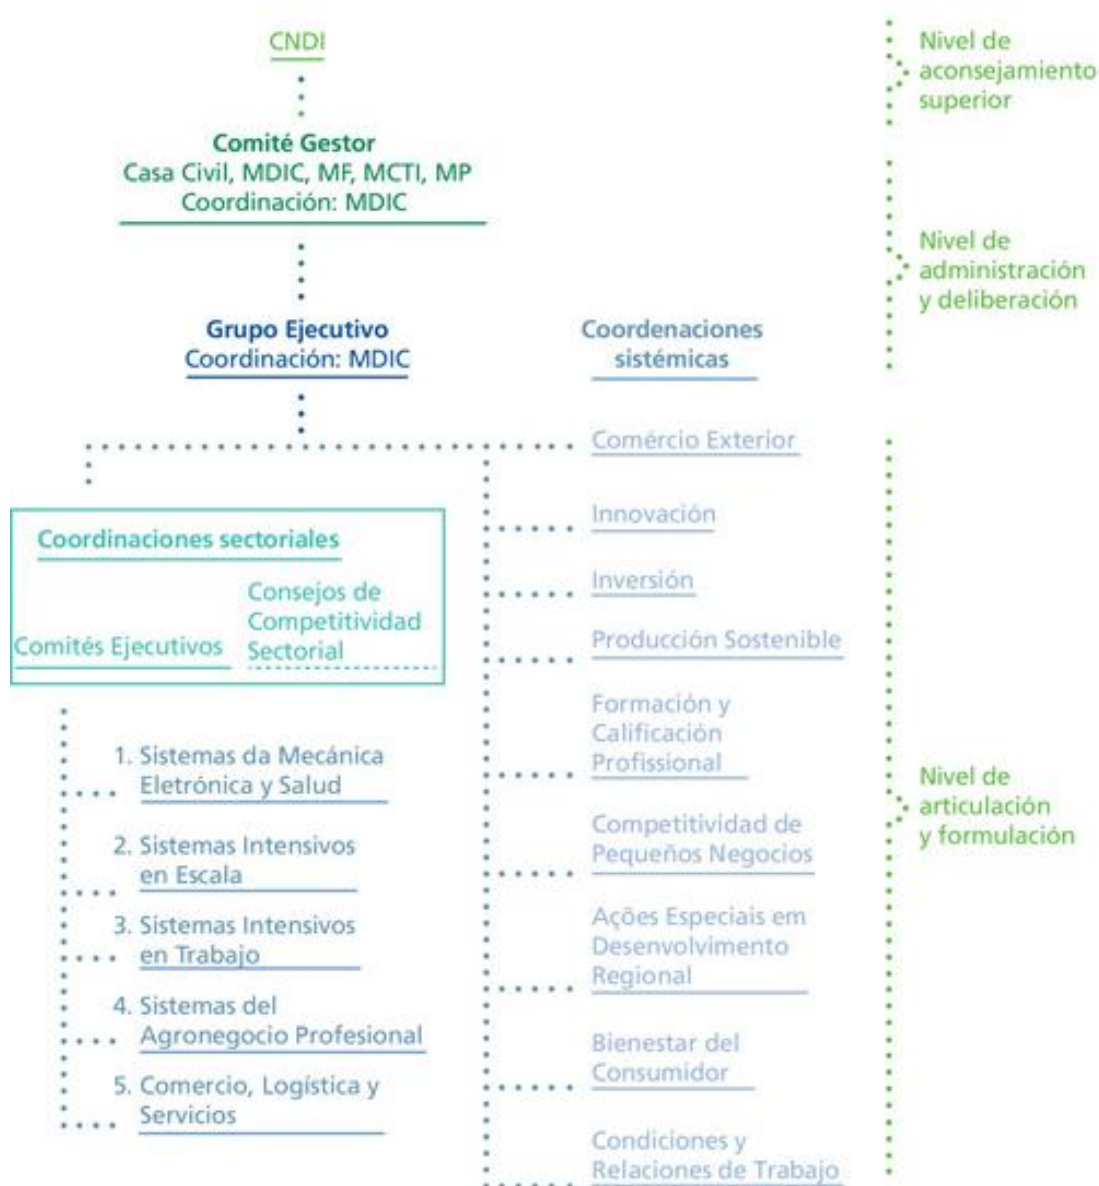 CNDI
Nivel de
aconsejamiento
superior
Comité Gestor
Casa Civil, MDIC, MF, MCTI, MP
Coordinación: MDIC
Nivel de
administración
y deliberación
Grupo Ejecutivo
Coordinación: MDIC
Coordenaciones
sistémicas
Coordinaciones sectoriales
Comités Ejecutivos
Consejos de
Competitividad
Sectorial
1. Sistemas da Mecánica
Eletrónica y Salud
2. Sistemas Intensivos
en Escala
3. Sistemas Intensivos
en Trabajo
4. Sistemas del
Agronegocio Profesional
5. Comercio, Logística y
Servicios
Comércio Exterior
Innovación
Inversión
Producción Sostenible
Formación y
Calificación
Profissional
Competitividad de
Pequeños Negocios
Ações Especiais em
Desenvolvimento
Regional
Bienestar del
Consumidor
Condiciones y
Relaciones de Trabajo
Nivel de
articulación
y formulación